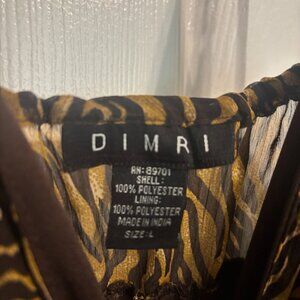 DIMRI
RN: 89701
SHELL:
100% POLYESTER
LINING:
100% POLYESTER
MADE IN INDIA
SIZE: L